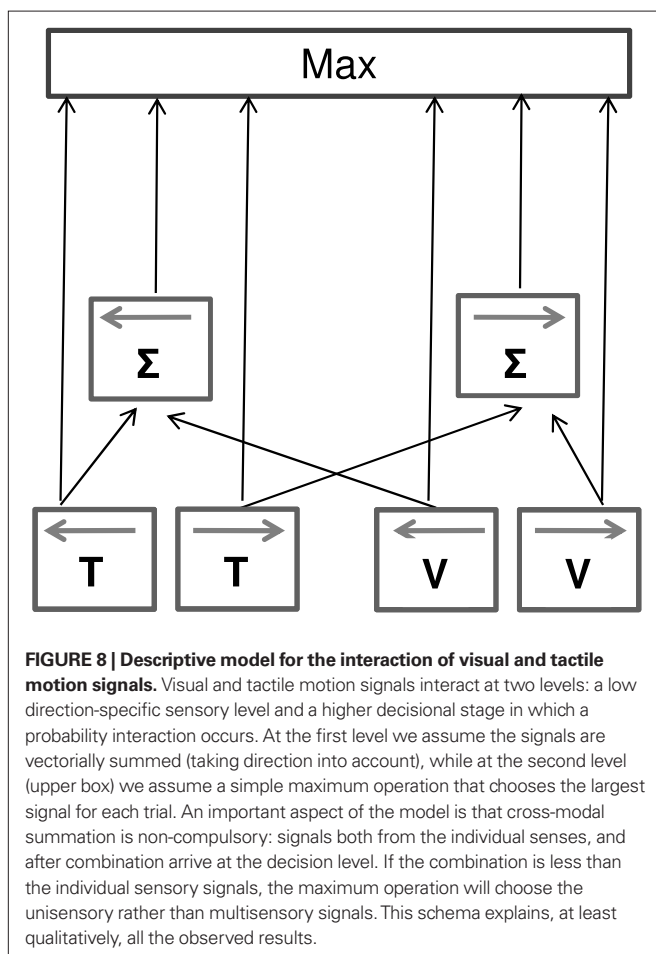 Max
Σ Σ
T T V V
FIGURE 8 | Descriptive model for the interaction of visual and tactile
motion signals. Visual and tactile motion signals interact at two levels: a low
direction-specific sensory level and a higher decisional stage in which a
probability interaction occurs. At the first level we assume the signals are
vectorially summed (taking direction into account), while at the second level
(upper box) we assume a simple maximum operation that chooses the largest
signal for each trial. An important aspect of the model is that cross-modal
summation is non-compulsory: signals both from the individual senses, and
after combination arrive at the decision level. If the combination is less than
the individual sensory signals, the maximum operation will choose the
unisensory rather than multisensory signals. This schema explains, at least
qualitatively, all the observed results.